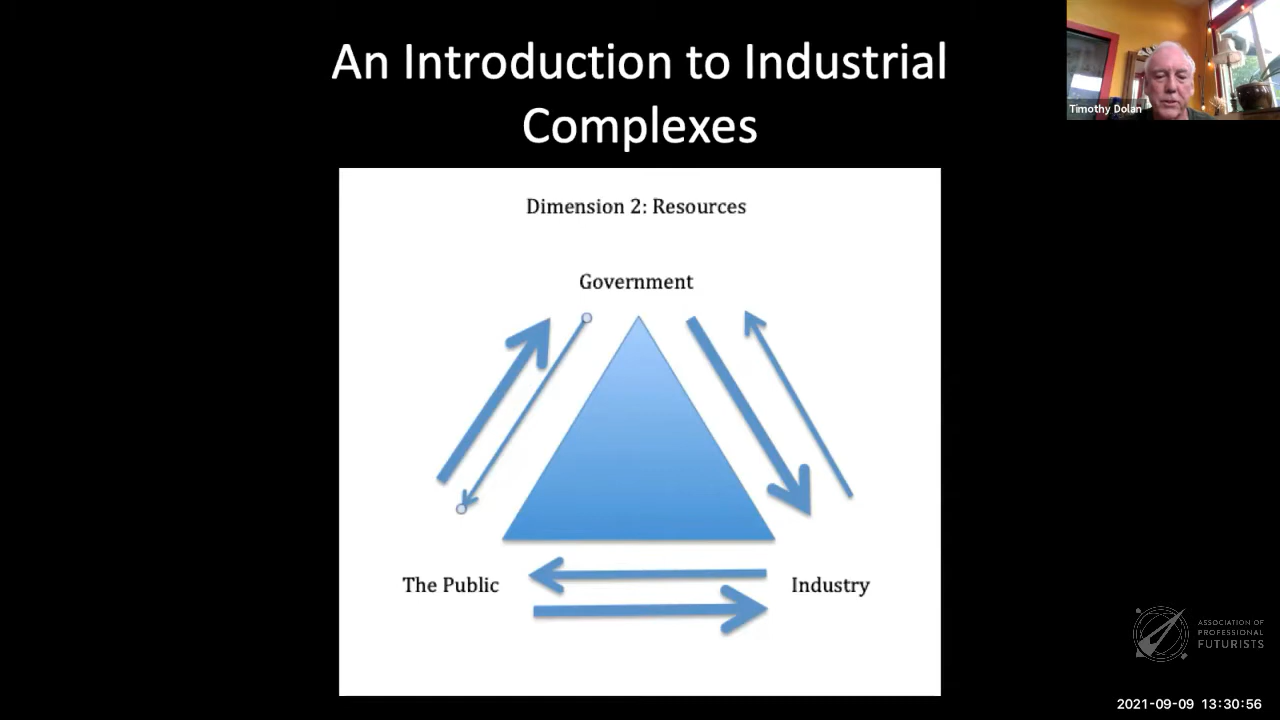 An Introduction to Industrial
Complexes
Timothy Dolan
Dimension 2: Resources
Government
The Public
Industry
ASSOCIATION OF
PROFESSIONAL
FUTURISTS
2021-09-09 13:30:56